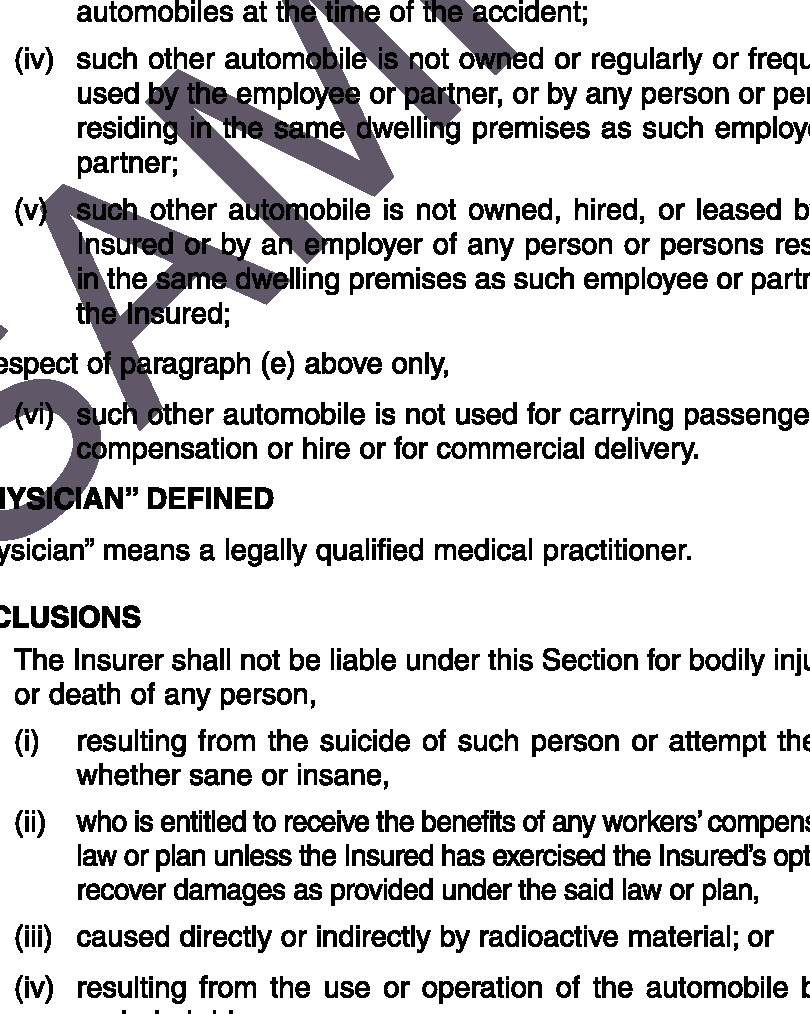 automobiles at the time of the accident;
(iv) such other automobile is not owned or regularly or frequ
used by the employee or partner, or by any person or per
residing in the same dwelling premises as such employe
partner;
(v) such other automobile is not owned, hired, or leased b
Insured or by an employer of any person or persons res
in the same dwelling premises as such employee or partn
the Insured;
espect of paragraph (e) above only,
(vi) such other automobile is not used for carrying passenge
compensation or hire or for commercial delivery.
HYSICIAN” DEFINED
ysician” means a legally qualified medical practitioner.
CLUSIONS
The Insurer shall not be liable under this Section for bodily inju
or death of any person,
(i) resulting from the suicide of such person or attempt the
whether sane or insane,
(ii) who is entitled to receive the benefits of any workers’ compens
law or plan unless the Insured has exercised the Insured’s opt
recover damages as provided under the said law or plan,
(iii) caused directly or indirectly by radioactive material; or
(iv) resulting from the use or operation of the automobile b
SAM